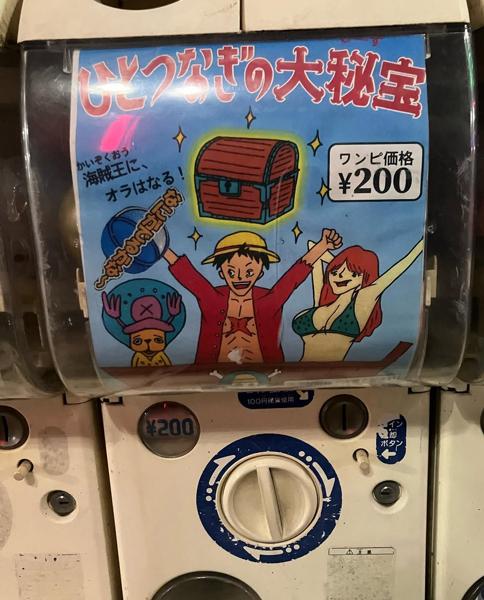 ひとつなぎの大秘宝
かいぞくおう
海賊王に、
オラはなる!
ワンピ価格
¥200
¥200
100円硬貨使用
ボタン
注意